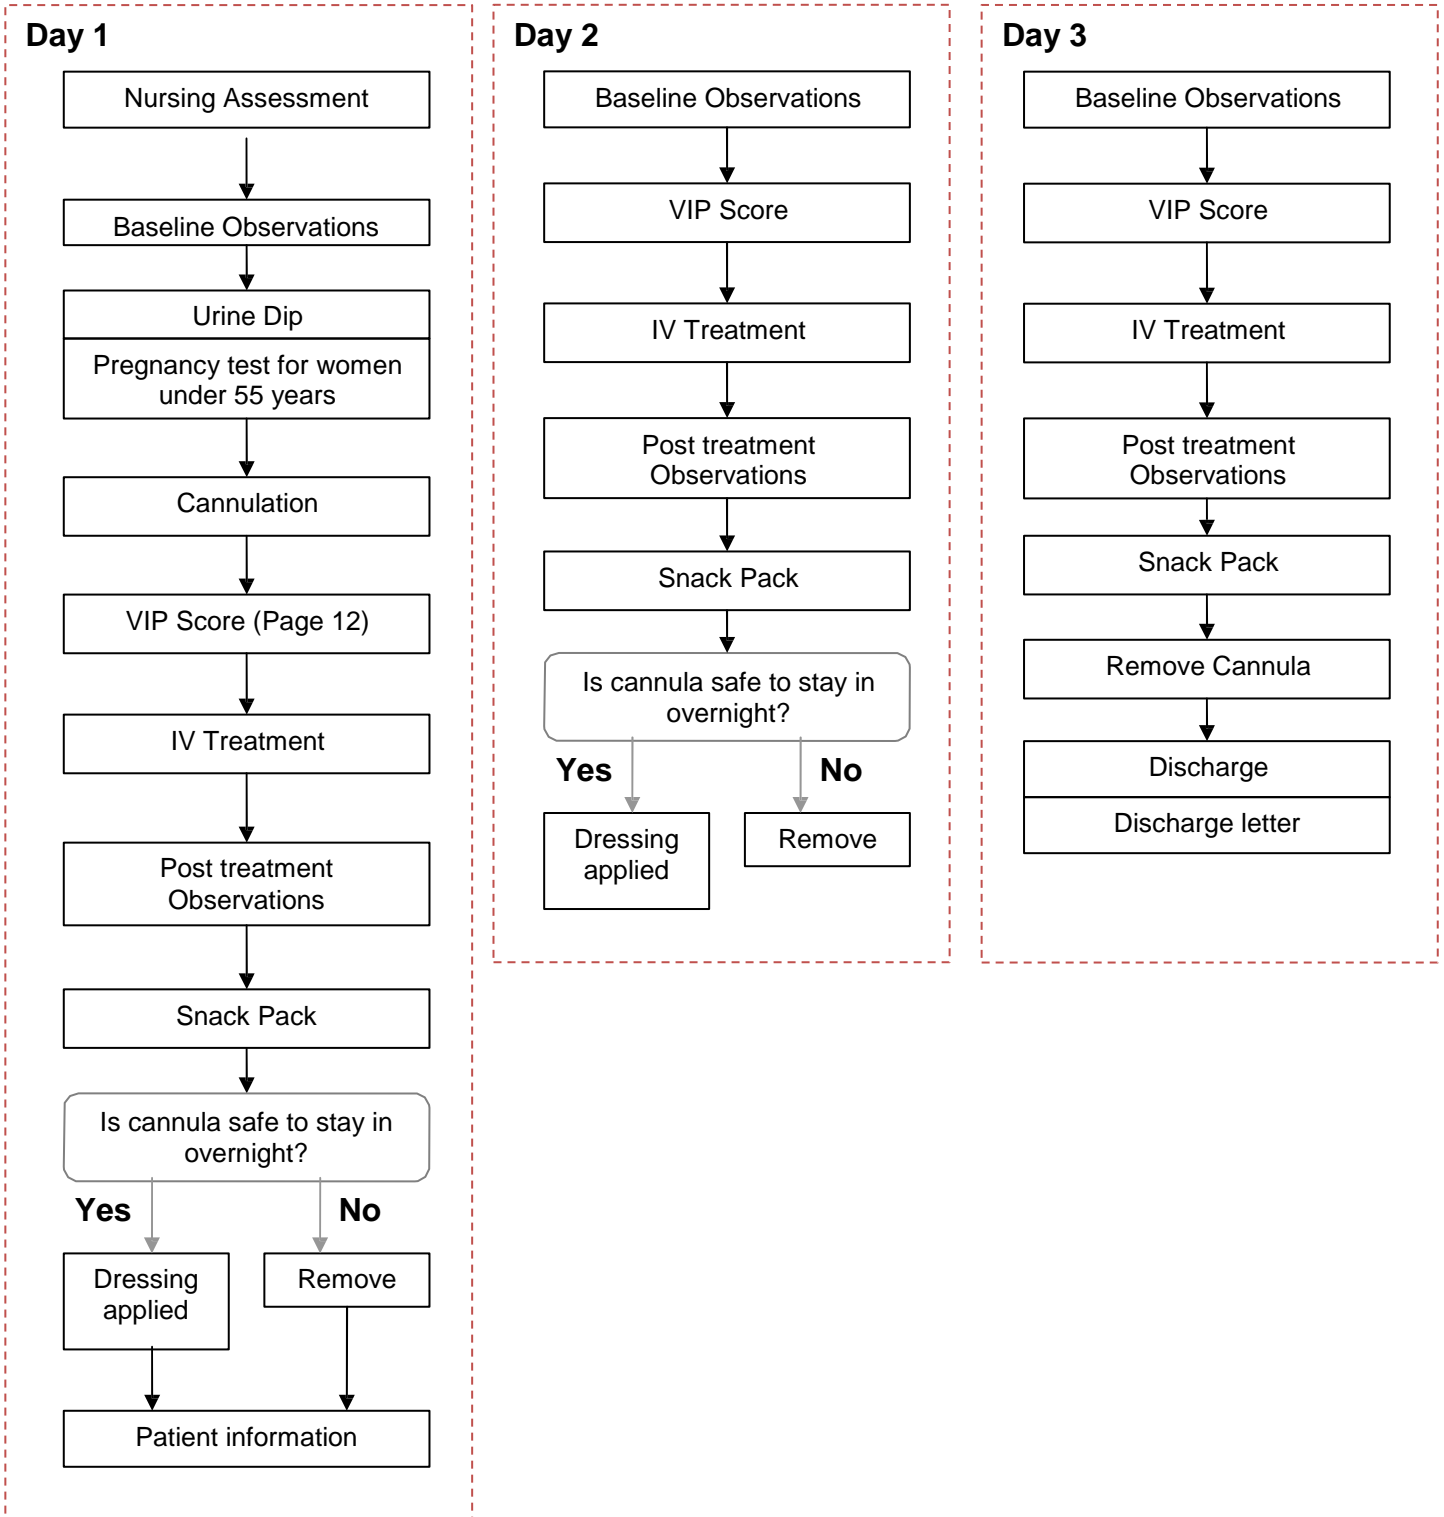 Day 1
Nursing Assessment
Baseline Observations
Urine Dip
Pregnancy test for women
under 55 years
Cannulation
VIP Score (Page 12)
IV Treatment
Post treatment
Observations
Snack Pack
Is cannula safe to stay in
overnight?
Yes
No
Dressing
applied
Remove
Patient information
Day 2
Baseline Observations
VIP Score
IV Treatment
Post treatment
Observations
Snack Pack
Is cannula safe to stay in
overnight?
Yes
No
Dressing
applied
Remove
Day 3
Baseline Observations
VIP Score
IV Treatment
Post treatment
Observations
Snack Pack
Remove Cannula
Discharge
Discharge letter